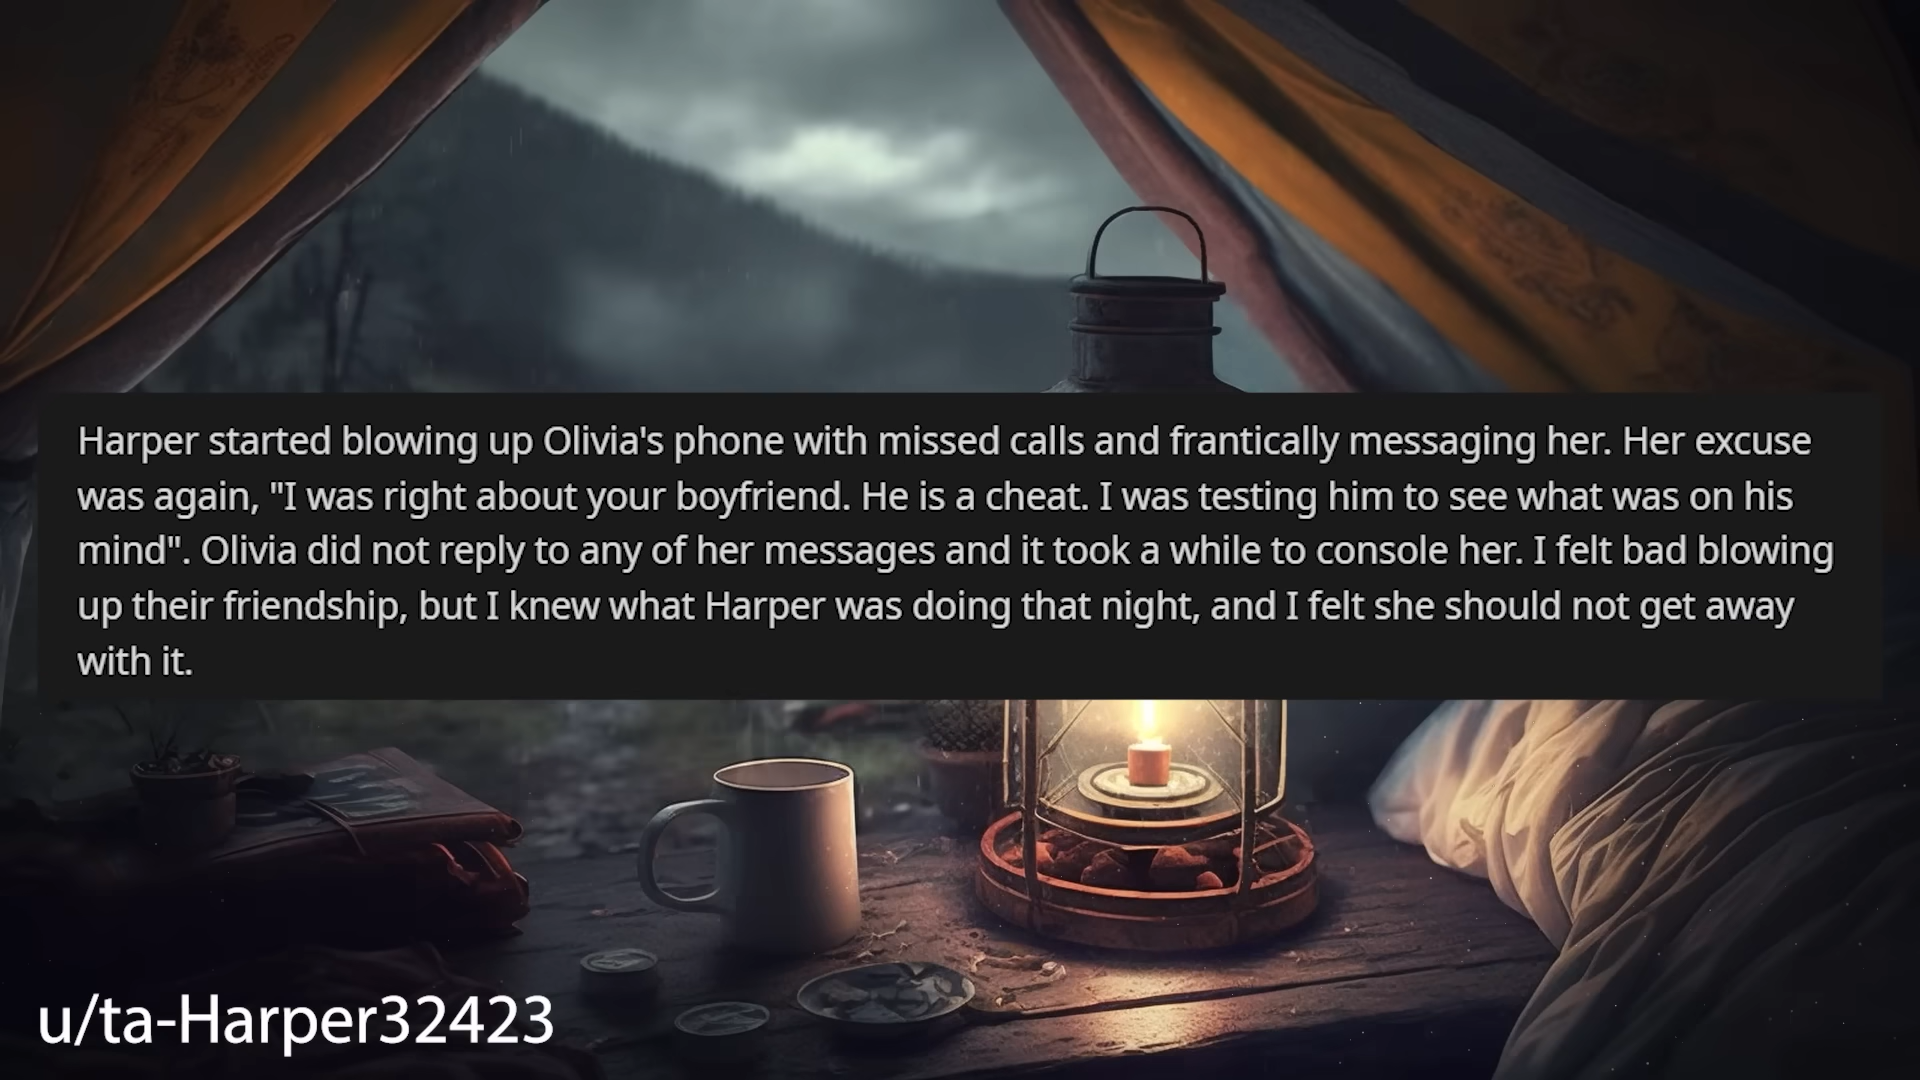 Harper started blowing up Olivia's phone with missed calls and frantically messaging her. Her excuse
was again, "I was right about your boyfriend. He is a cheat. I was testing him to see what was on his
mind". Olivia did not reply to any of her messages and it took a while to console her. I felt bad blowing
up their friendship, but I knew what Harper was doing that night, and I felt she should not get away
with it.
u/ta-Harper32423